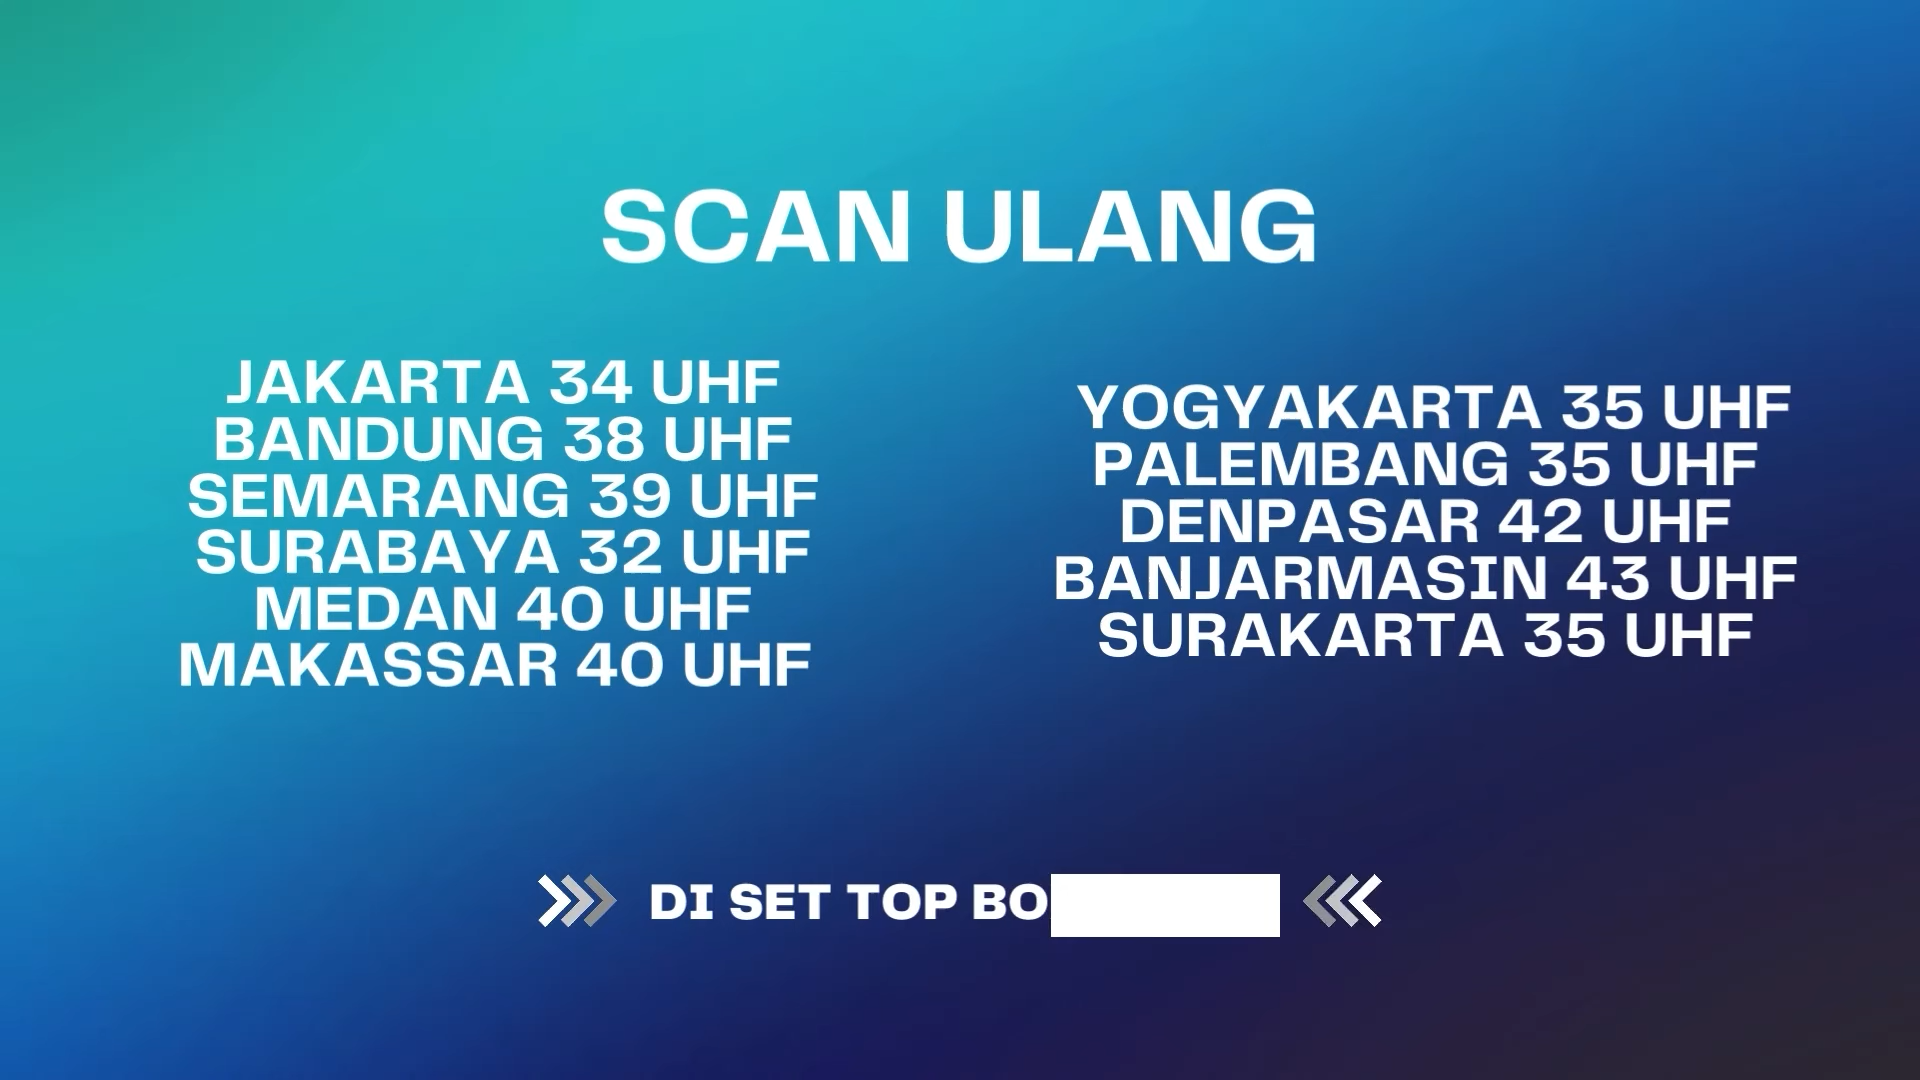 SCAN ULANG
JAKARTA 34 UHF
BANDUNG 38 UHF
SEMARANG 39 UHF
SURABAYA 32 UHF
MEDAN 40 UHF
MAKASSAR 40 UHF
YOGYAKARTA 35 UHF
PALEMBANG 35 UHF
DENPASAR 42 UHF
BANJARMASIN 43 UHF
SURAKARTA 35 UHF
DI SET TOP